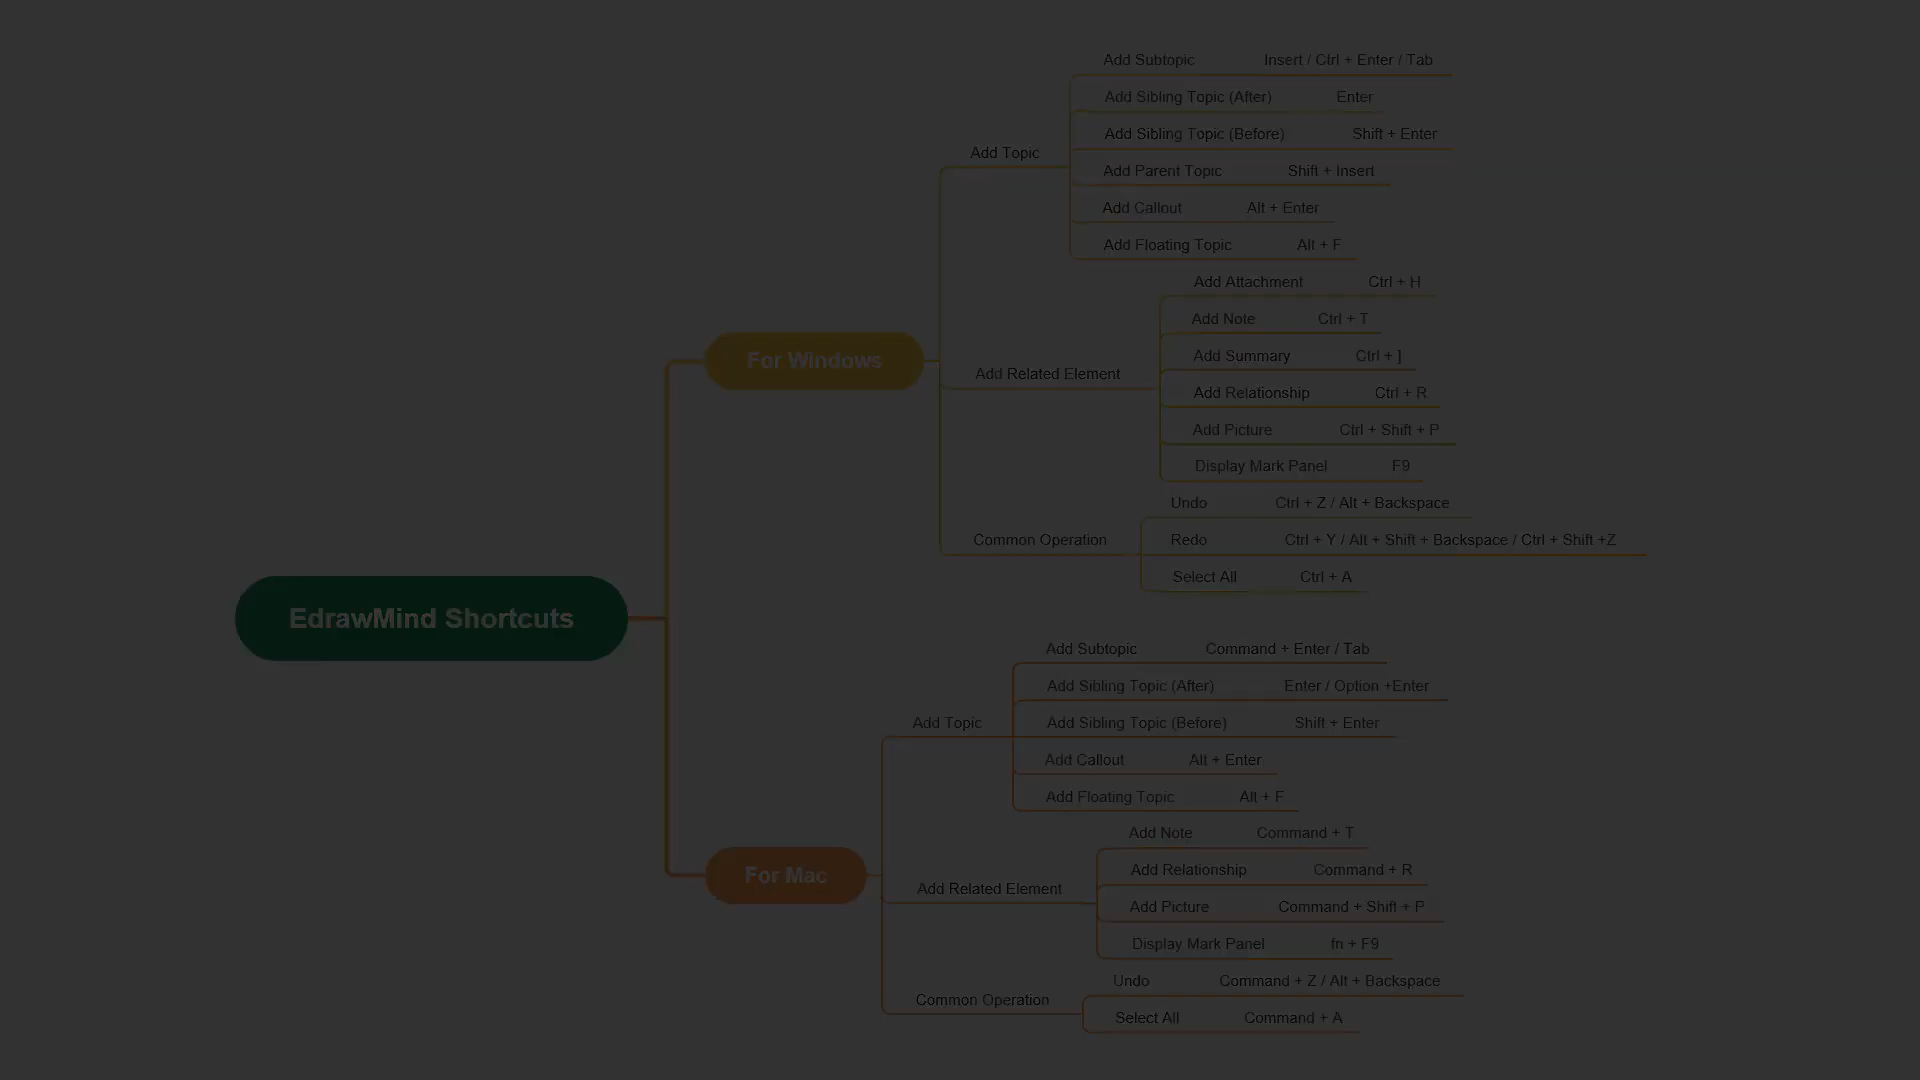 EdrawMind Shortcuts
For Windows
Add Topic
Add Subtopic Insert / Ctrl + Enter / Tab
Add Sibling Topic (After) Enter
Add Sibling Topic (Before) Shift + Enter
Add Parent Topic Shift + Insert
Add Callout Alt + Enter
Add Floating Topic Alt + F
Add Related Element
Add Attachment Ctrl + H
Add Note Ctrl + T
Add Summary Ctrl + ]
Add Relationship Ctrl + R
Add Picture Ctrl + Shift + P
Display Mark Panel F9
Common Operation
Undo Ctrl + Z / Alt + Backspace
Redo Ctrl + Y / Alt + Shift + Backspace / Ctrl + Shift +Z
Select All Ctrl + A
For Mac
Add Topic
Add Subtopic Command + Enter / Tab
Add Sibling Topic (After) Enter / Option +Enter
Add Sibling Topic (Before) Shift + Enter
Add Callout Alt + Enter
Add Floating Topic Alt + F
Add Related Element
Add Note Command + T
Add Relationship Command + R
Add Picture Command + Shift + P
Display Mark Panel fn + F9
Common Operation
Undo Command + Z / Alt + Backspace
Select All Command + A